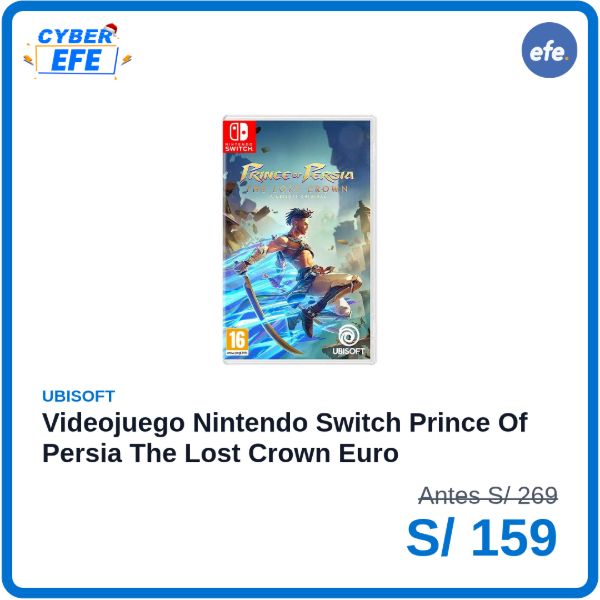 CYBER
EFE
efe.
NINTENDO
SWITCH
PRINCE OF PERSIA
THE LOST CROWN
16
UBISOFT
UBISOFT
Videojuego Nintendo Switch Prince Of
Persia The Lost Crown Euro
Antes S/ 269
S/ 159